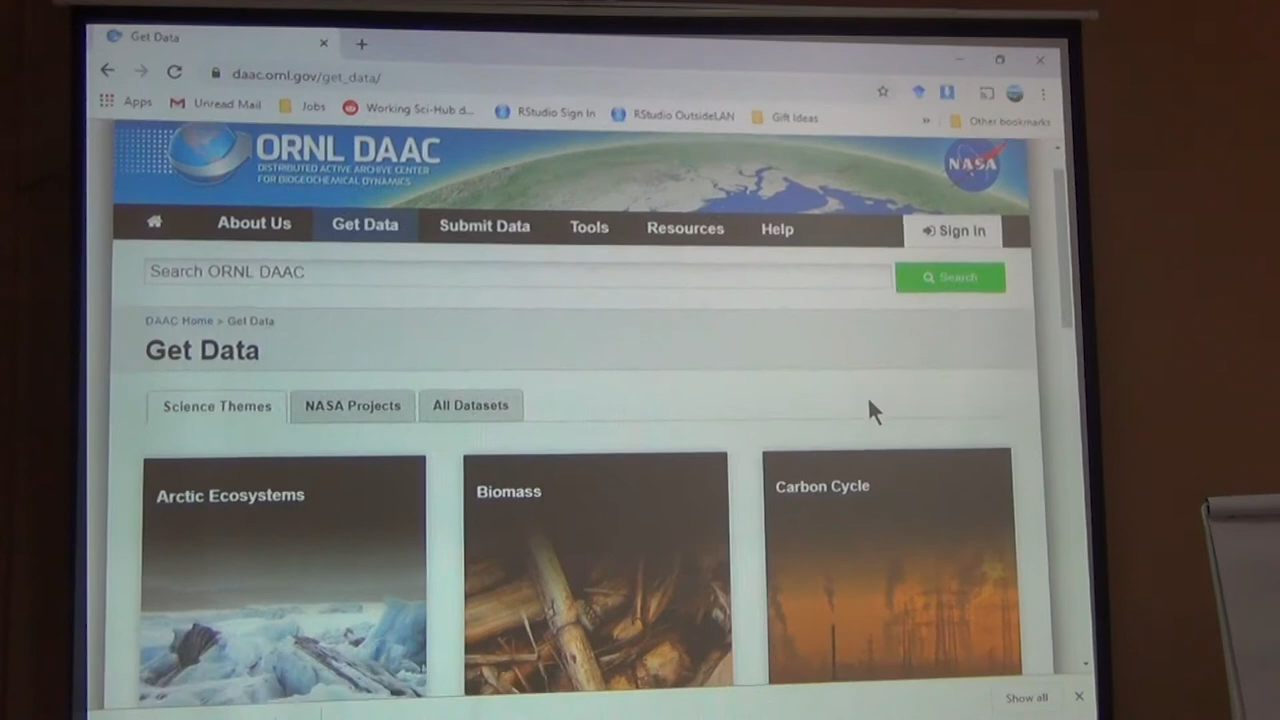 Get Data
daac.ornl.gov/get_data/
Apps Unread Mail Jobs Working Sci-Hub d... RStudio Sign In RStudio OutsideLAN Gift Ideas » Other bookmarks
ORNL DAAC
DISTRIBUTED ACTIVE ARCHIVE CENTER
FOR BIOGEOCHEMICAL DYNAMICS
NASA
About Us Get Data Submit Data Tools Resources Help Sign In
Search ORNL DAAC Search
DAAC Home > Get Data
Get Data
Science Themes NASA Projects All Datasets
Arctic Ecosystems Biomass Carbon Cycle
Show all